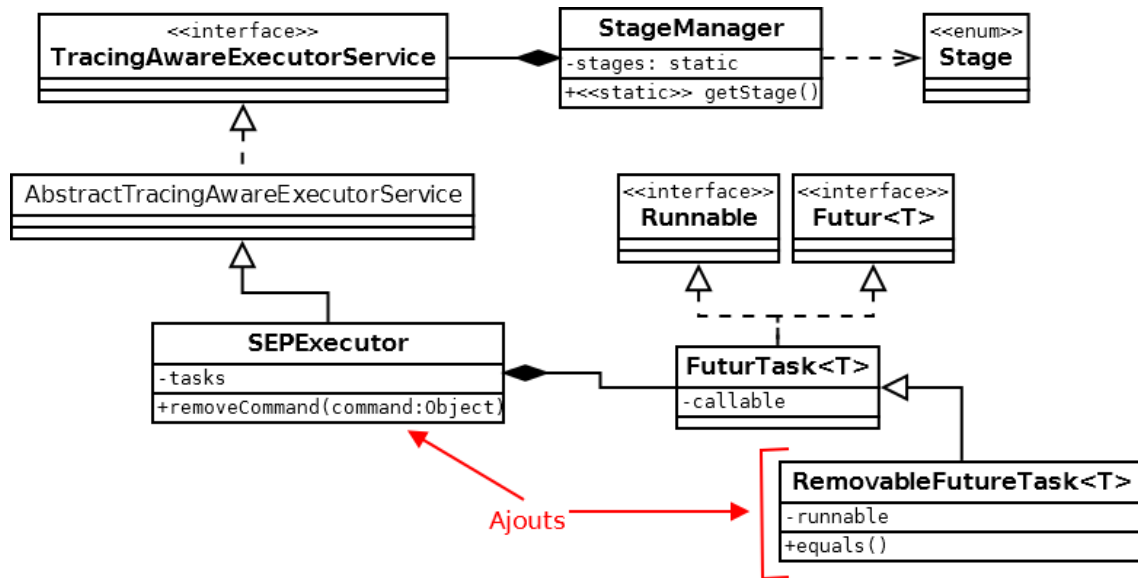 <<interface>>
TracingAwareExecutorService
StageManager
-stages: static
+<<static>> getStage()
<<enum>>
Stage
AbstractTracingAwareExecutorService
<<interface>>
Runnable
<<interface>>
Futur<T>
SEPExecutor
-tasks
+removeCommand(command:Object)
FuturTask<T>
-callable
Ajouts
RemovableFutureTask<T>
-runnable
+equals()